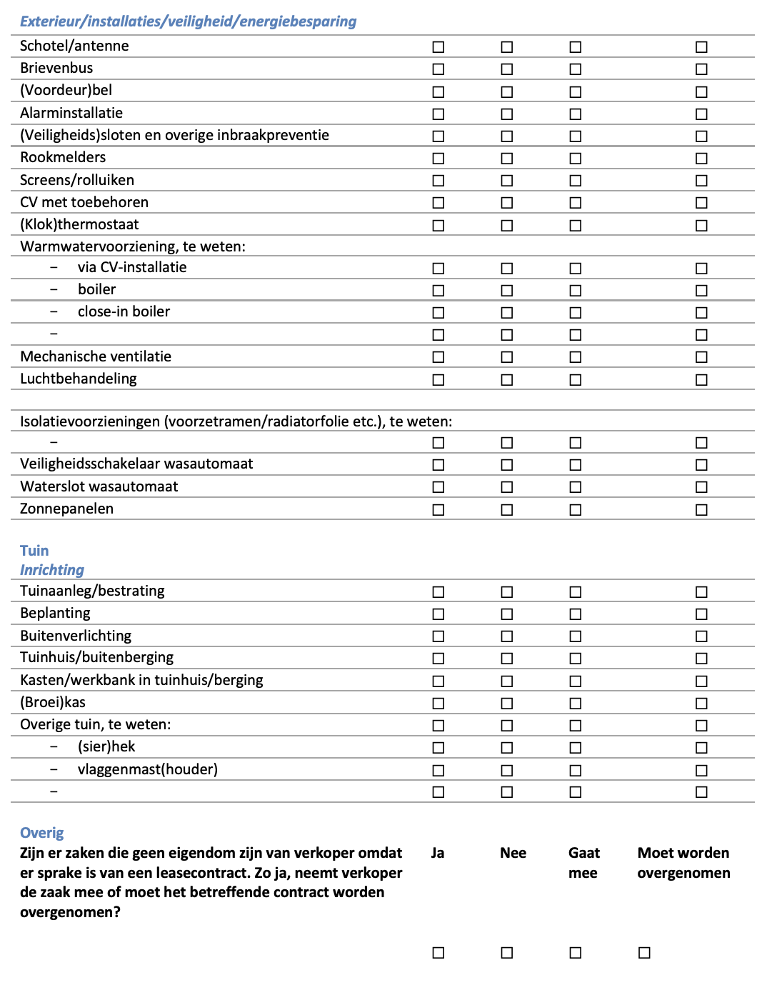 Exterieur/installaties/veiligheid/energiebesparing
Schotel/antenne ☐ ☐ ☐ ☐
Brievenbus ☐ ☐ ☐ ☐
(Voordeur)bel ☐ ☐ ☐ ☐
Alarminstallatie ☐ ☐ ☐ ☐
(Veiligheids)sloten en overige inbraakpreventie ☐ ☐ ☐ ☐
Rookmelders ☐ ☐ ☐ ☐
Screens/rolluiken ☐ ☐ ☐ ☐
CV met toebehoren ☐ ☐ ☐ ☐
(Klok)thermostaat ☐ ☐ ☐ ☐
Warmwatervoorziening, te weten:
– via CV-installatie ☐ ☐ ☐ ☐
– boiler ☐ ☐ ☐ ☐
– close-in boiler ☐ ☐ ☐ ☐
– ☐ ☐ ☐ ☐
Mechanische ventilatie ☐ ☐ ☐ ☐
Luchtbehandeling ☐ ☐ ☐ ☐
Isolatievoorzieningen (voorzetramen/radiatorfolie etc.), te weten:
– ☐ ☐ ☐ ☐
Veiligheidsschakelaar wasautomaat ☐ ☐ ☐ ☐
Waterslot wasautomaat ☐ ☐ ☐ ☐
Zonnepanelen ☐ ☐ ☐ ☐
Tuin
Inrichting
Tuinaanleg/bestrating ☐ ☐ ☐ ☐
Beplanting ☐ ☐ ☐ ☐
Buitenverlichting ☐ ☐ ☐ ☐
Tuinhuis/buitenberging ☐ ☐ ☐ ☐
Kasten/werkbank in tuinhuis/berging ☐ ☐ ☐ ☐
(Broei)kas ☐ ☐ ☐ ☐
Overige tuin, te weten: ☐ ☐ ☐ ☐
– (sier)hek ☐ ☐ ☐ ☐
– vlaggenmast(houder) ☐ ☐ ☐ ☐
– ☐ ☐ ☐ ☐
Overig
Zijn er zaken die geen eigendom zijn van verkoper omdat Ja Nee Gaat Moet worden
er sprake is van een leasecontract. Zo ja, neemt verkoper mee overgenomen
de zaak mee of moet het betreffende contract worden
overgenomen?
☐ ☐ ☐ ☐